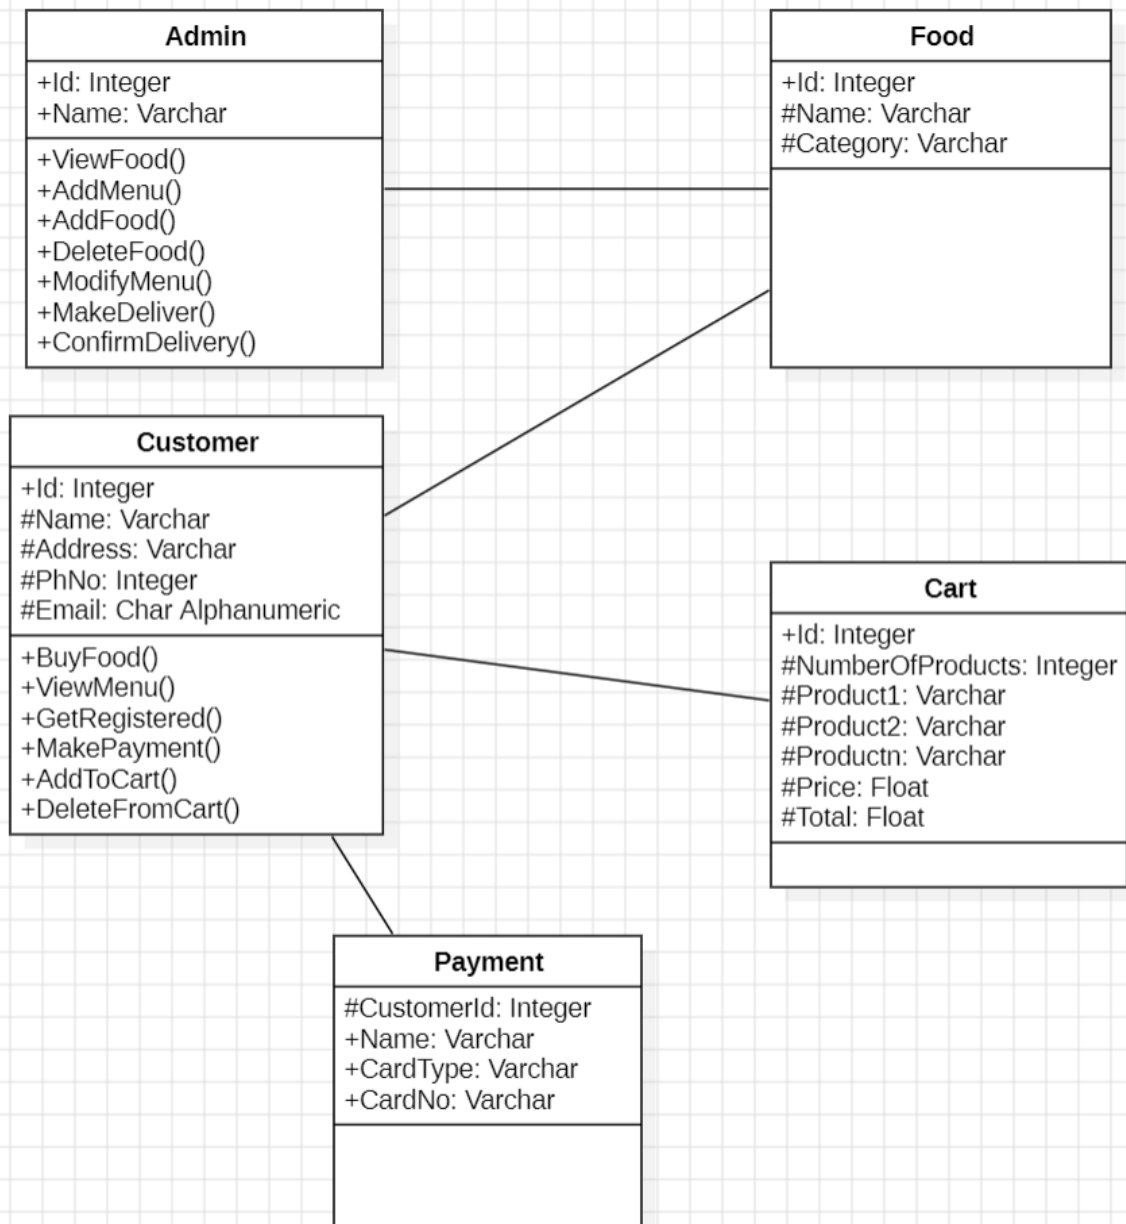 Admin
+Id: Integer
+Name: Varchar
+ViewFood()
+AddMenu()
+AddFood()
+DeleteFood()
+ModifyMenu()
+MakeDeliver()
+ConfirmDelivery()
Food
+Id: Integer
#Name: Varchar
#Category: Varchar
Customer
+Id: Integer
#Name: Varchar
#Address: Varchar
#PhNo: Integer
#Email: Char Alphanumeric
+BuyFood()
+ViewMenu()
+GetRegistered()
+MakePayment()
+AddToCart()
+DeleteFromCart()
Cart
+Id: Integer
#NumberOfProducts: Integer
#Product1: Varchar
#Product2: Varchar
#Productn: Varchar
#Price: Float
#Total: Float
Payment
#CustomerId: Integer
+Name: Varchar
+CardType: Varchar
+CardNo: Varchar